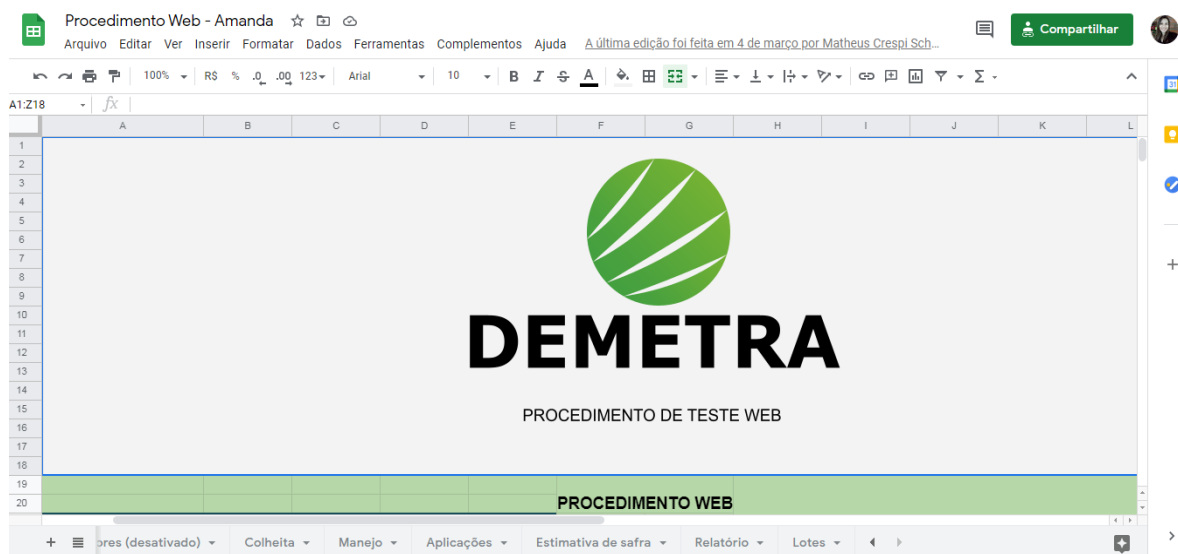 Procedimento Web - Amanda
Arquivo Editar Ver Inserir Formatar Dados Ferramentas Complementos Ajuda A última edição foi feita em 4 de março por Matheus Crespi Sch...
Compartilhar
100% R$ % .0 .00 123 Arial 10 B I S A
31
A1:Z18 fx
A B C D E F G H I J K L
1
2
3
4
5
6
7
8
9
10
11
12
13
14
15
16
17
18
19
20
DEMETRA
PROCEDIMENTO DE TESTE WEB
PROCEDIMENTO WEB
ores (desativado) Colheita Manejo Aplicações Estimativa de safra Relatório Lotes